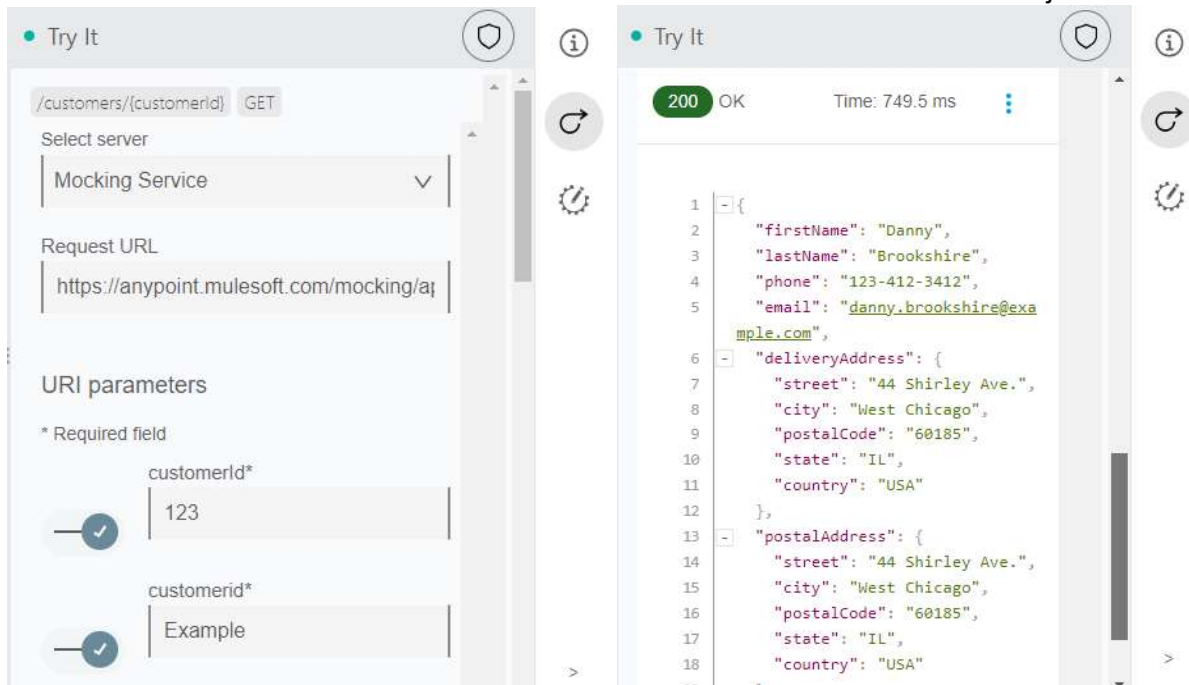 Try It
/customers/{customerId} GET
Select server
Mocking Service
Request URL
https://anypoint.mulesoft.com/mocking/ap
URI parameters
* Required field
customerId*
123
customerid*
Example
>
Try It
200 OK Time: 749.5 ms
1 - {
2 "firstName": "Danny",
3 "lastName": "Brookshire",
4 "phone": "123-412-3412",
5 "email": "danny.brookshire@exa
mple.com",
6 - "deliveryAddress": {
7 "street": "44 Shirley Ave.",
8 "city": "West Chicago",
9 "postalCode": "60185",
10 "state": "IL",
11 "country": "USA"
12 },
13 - "postalAddress": {
14 "street": "44 Shirley Ave.",
15 "city": "West Chicago",
16 "postalCode": "60185",
17 "state": "IL",
18 "country": "USA"
>